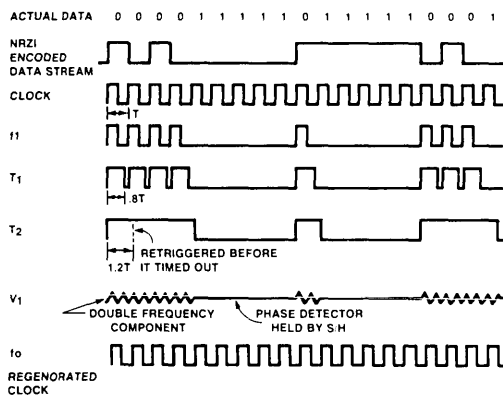 ACTUAL DATA 0 0 0 0 1 1 1 1 1 0 1 1 1 1 1 0 0 0 1
NRZI
ENCODED
DATA STREAM
CLOCK
T
f1
T1
.8T
T2
RETRIGGERED BEFORE
IT TIMED OUT
1.2T
V1
DOUBLE FREQUENCY
COMPONENT
PHASE DETECTOR
HELD BY S/H
fo
REGENORATED
CLOCK